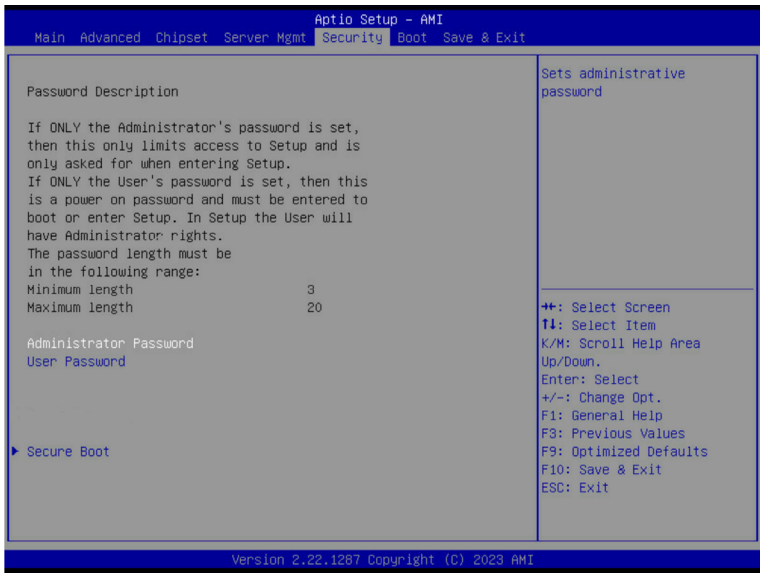 Aptio Setup – AMI
Main Advanced Chipset Server Mgmt Security Boot Save & Exit
Password Description
If ONLY the Administrator's password is set,
then this only limits access to Setup and is
only asked for when entering Setup.
If ONLY the User's password is set, then this
is a power on password and must be entered to
boot or enter Setup. In Setup the User will
have Administrator rights.
The password length must be
in the following range:
Minimum length 3
Maximum length 20
Administrator Password
User Password
Secure Boot
Sets administrative
password
→←: Select Screen
↑↓: Select Item
K/M: Scroll Help Area
Up/Down.
Enter: Select
+/-: Change Opt.
F1: General Help
F3: Previous Values
F9: Optimized Defaults
F10: Save & Exit
ESC: Exit
Version 2.22.1287 Copyright (C) 2023 AMI